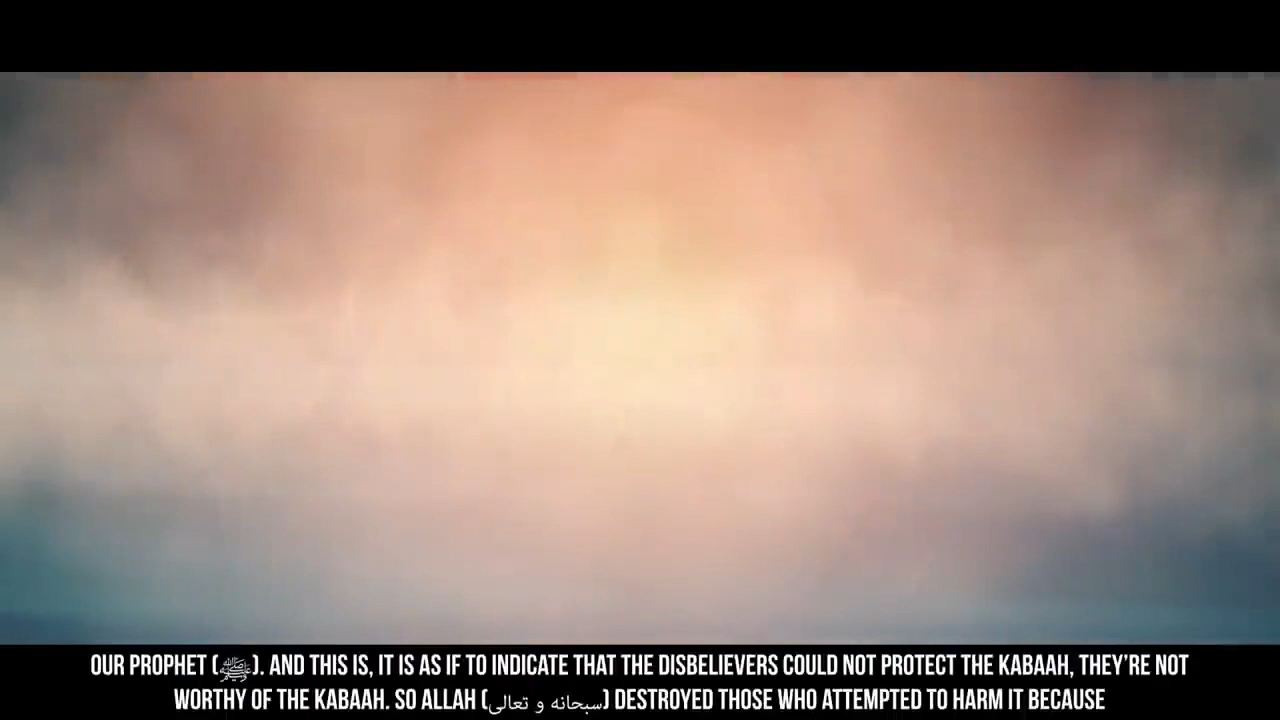 OUR PROPHET (ﷺ). AND THIS IS, IT IS AS IF TO INDICATE THAT THE DISBELIEVERS COULD NOT PROTECT THE KABAAH, THEY'RE NOT
WORTHY OF THE KABAAH. SO ALLAH (سبحانه و تعالى) DESTROYED THOSE WHO ATTEMPTED TO HARM IT BECAUSE